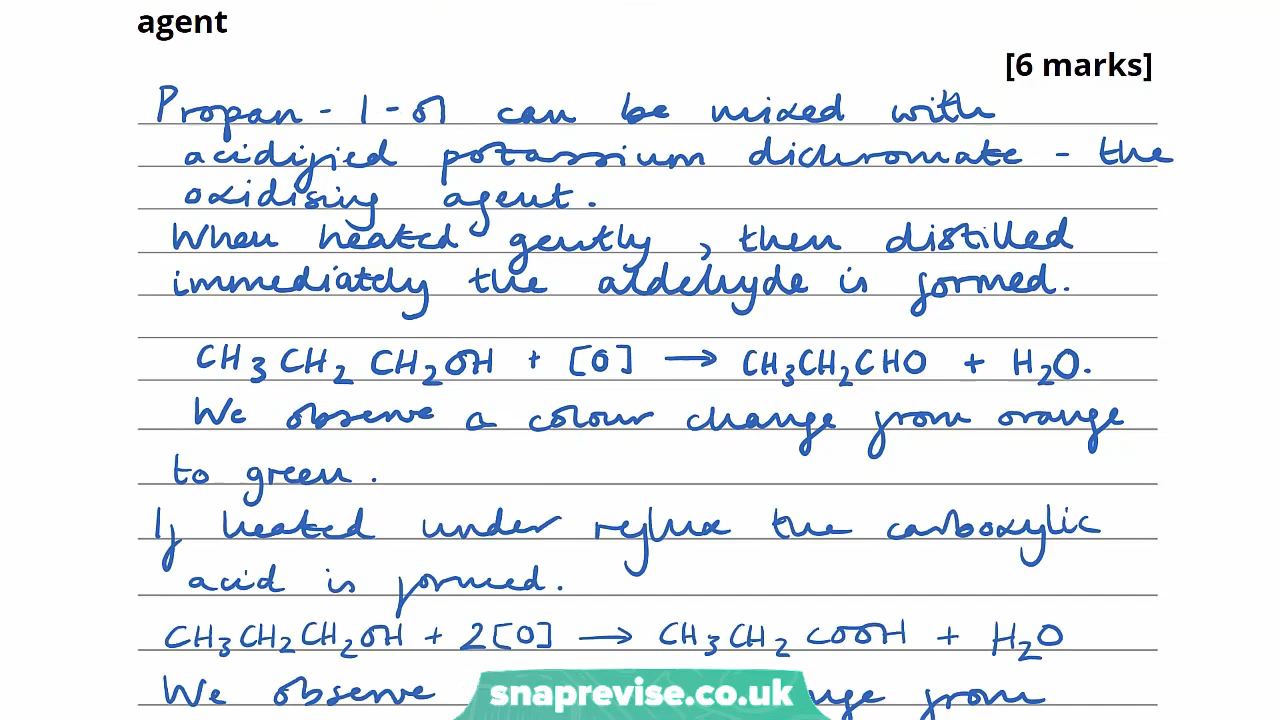 agent
[6 marks]
Propan-1-ol can be mixed with
acidified potassium dichromate - the
oxidising agent.
When heated gently, then distilled
immediately the aldehyde is formed.
CH₃CH₂CH₂OH + [O] → CH₃CH₂CHO + H₂O.
We observe a colour change from orange
to green.
If heated under reflux the carboxylic
acid is formed.
CH₃CH₂CH₂OH + 2[O] → CH₃CH₂COOH + H₂O
We observe from
snaprevise.co.uk